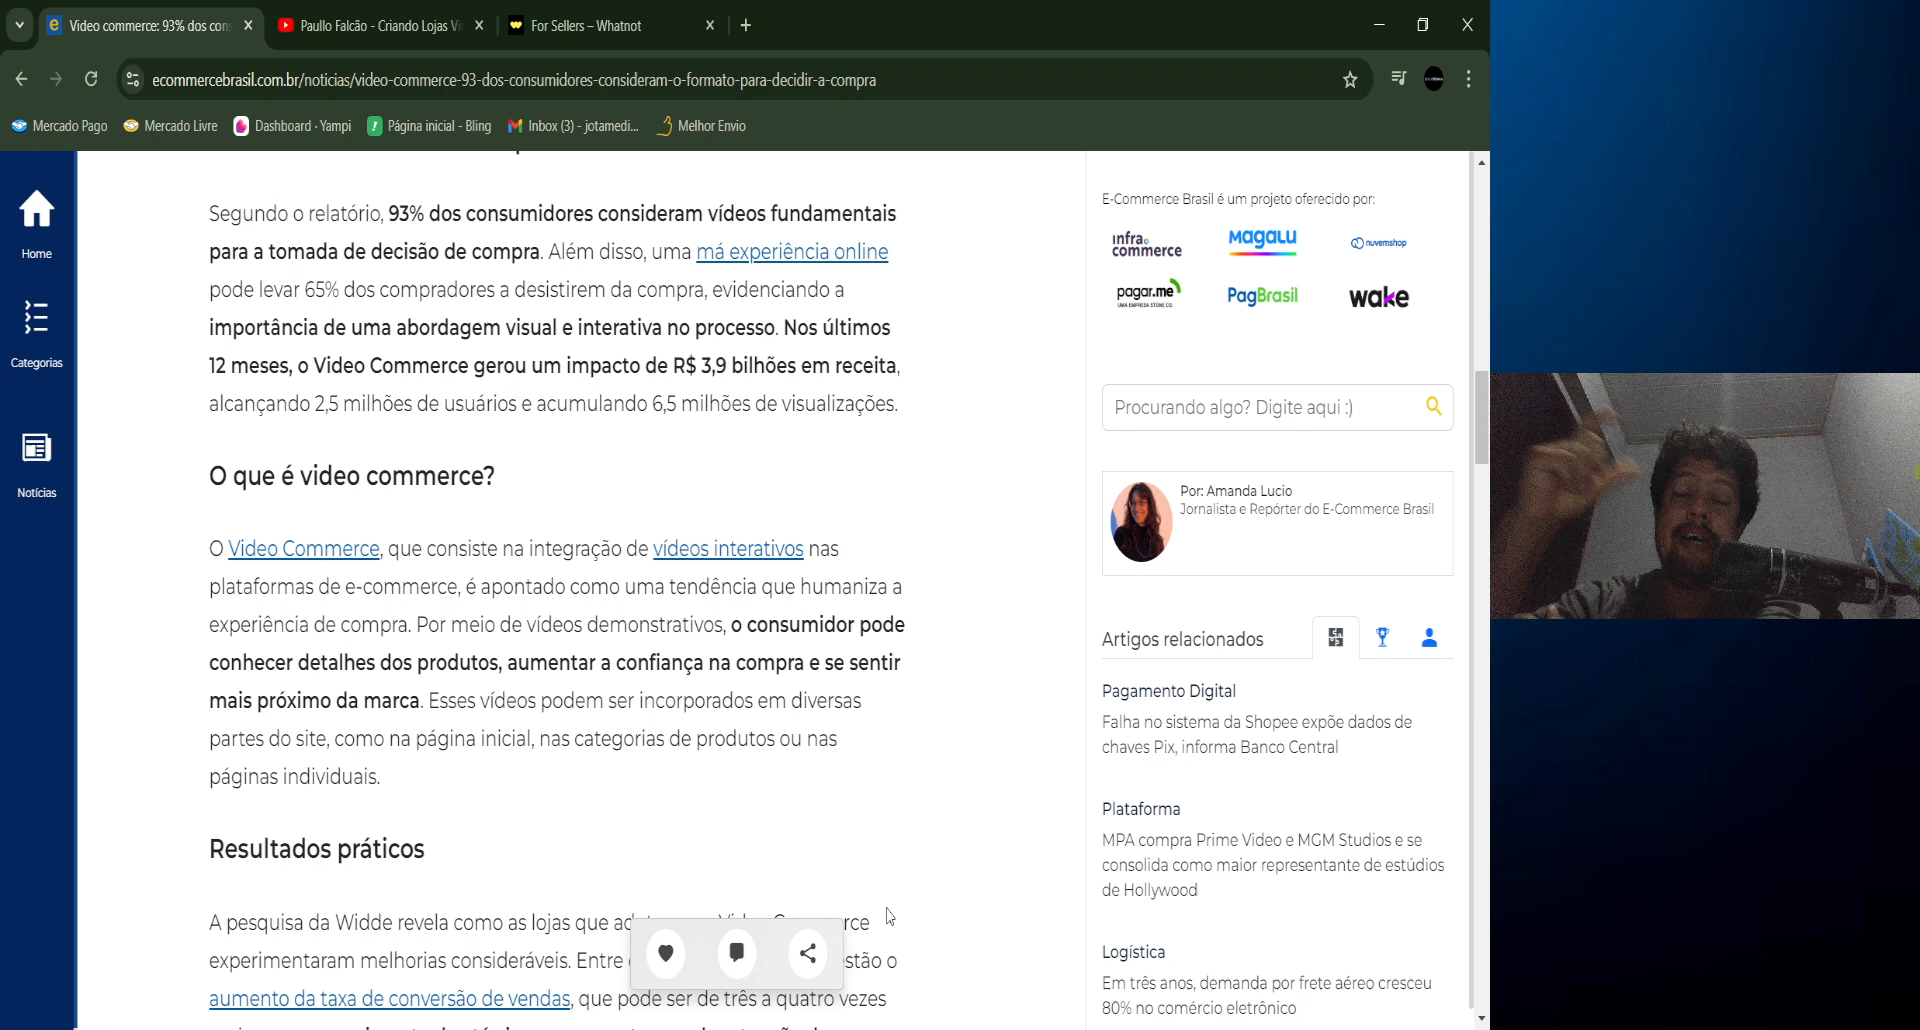 Video commerce: 93% dos con
Paullo Falcão - Criando Lojas Vi
For Sellers – Whatnot
ecommercebrasil.com.br/noticias/video-commerce-93-dos-consumidores-consideram-o-formato-para-decidir-a-compra
Mercado Pago
Mercado Livre
Dashboard · Yampi
Página inicial - Bling
Inbox (3) - jotamedi...
Melhor Envio
Home
Categorias
Notícias
Segundo o relatório, 93% dos consumidores consideram vídeos fundamentais
para a tomada de decisão de compra. Além disso, uma má experiência online
pode levar 65% dos compradores a desistirem da compra, evidenciando a
importância de uma abordagem visual e interativa no processo. Nos últimos
12 meses, o Video Commerce gerou um impacto de R$ 3,9 bilhões em receita,
alcançando 2,5 milhões de usuários e acumulando 6,5 milhões de visualizações.
O que é video commerce?
O Video Commerce, que consiste na integração de vídeos interativos nas
plataformas de e-commerce, é apontado como uma tendência que humaniza a
experiência de compra. Por meio de vídeos demonstrativos, o consumidor pode
conhecer detalhes dos produtos, aumentar a confiança na compra e se sentir
mais próximo da marca. Esses vídeos podem ser incorporados em diversas
partes do site, como na página inicial, nas categorias de produtos ou nas
páginas individuais.
Resultados práticos
A pesquisa da Widde revela como as lojas que
experimentaram melhorias consideráveis. Entre
aumento da taxa de conversão de vendas, que pode ser de três a quatro vezes
E-Commerce Brasil é um projeto oferecido por:
infra.commerce
Magalu
nuvemshop
pagar.me
UMA EMPRESA STONE CO.
PagBrasil
wake
Procurando algo? Digite aqui :)
Por: Amanda Lucio
Jornalista e Repórter do E-Commerce Brasil
Artigos relacionados
Pagamento Digital
Falha no sistema da Shopee expõe dados de
chaves Pix, informa Banco Central
Plataforma
MPA compra Prime Video e MGM Studios e se
consolida como maior representante de estúdios
de Hollywood
Logística
Em três anos, demanda por frete aéreo cresceu
80% no comércio eletrônico